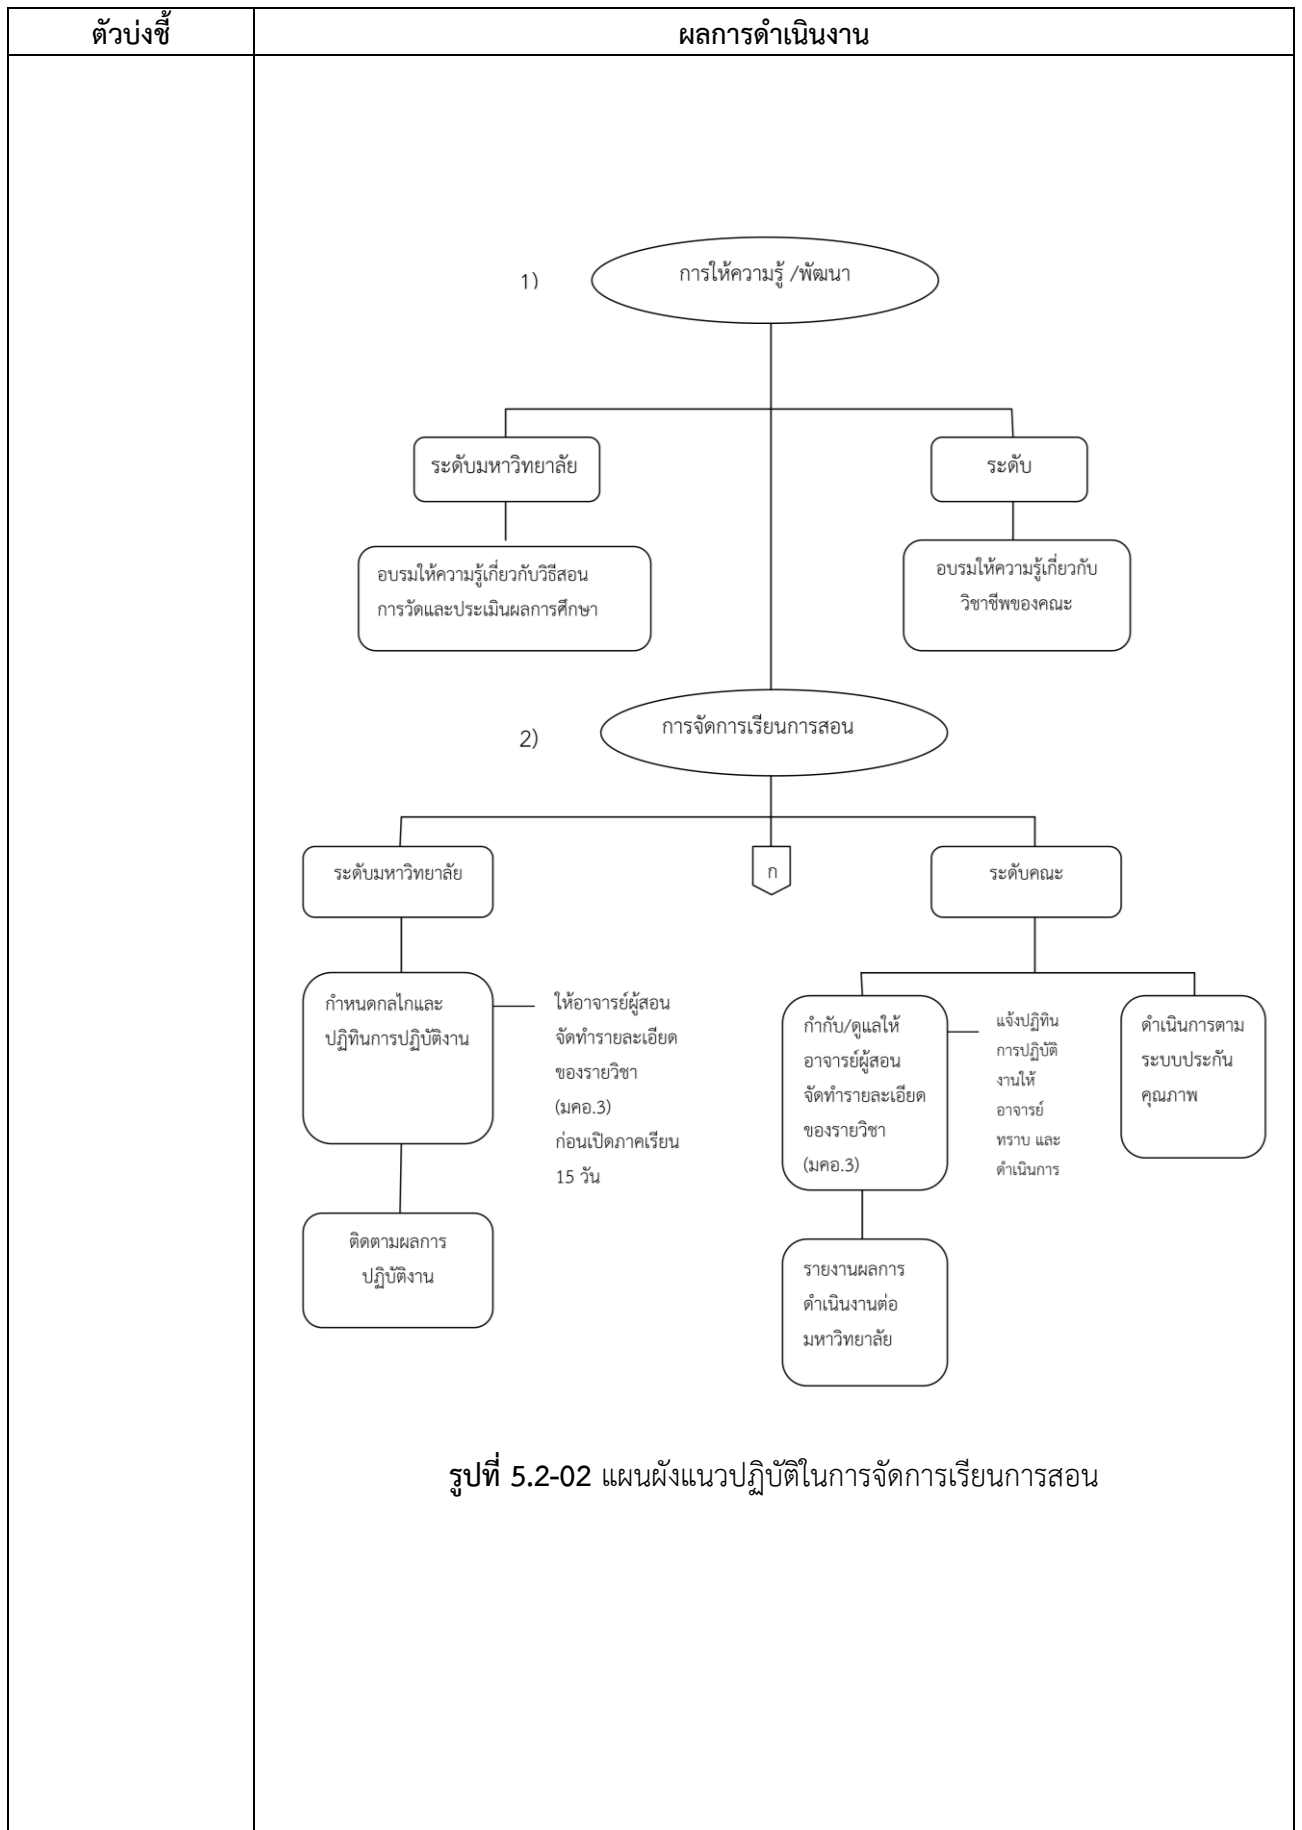 ตัวบ่งชี้
ผลการดำเนินงาน
1)
การให้ความรู้ /พัฒนา
ระดับมหาวิทยาลัย
ระดับ
อบรมให้ความรู้เกี่ยวกับวิธีสอน
การวัดและประเมินผลการศึกษา
อบรมให้ความรู้เกี่ยวกับ
วิชาชีพของคณะ
2)
การจัดการเรียนการสอน
ระดับมหาวิทยาลัย
ก
ระดับคณะ
กำหนดกลไกและ
ปฏิทินการปฏิบัติงาน
ให้อาจารย์ผู้สอน
จัดทำรายละเอียด
ของรายวิชา
(มคอ.3)
ก่อนเปิดภาคเรียน
15 วัน
กำกับ/ดูแลให้
อาจารย์ผู้สอน
จัดทำรายละเอียด
ของรายวิชา
(มคอ.3)
แจ้งปฏิทิน
การปฏิบัติ
งานให้
อาจารย์
ทราบ และ
ดำเนินการ
ดำเนินการตาม
ระบบประกัน
คุณภาพ
ติดตามผลการ
ปฏิบัติงาน
รายงานผลการ
ดำเนินงานต่อ
มหาวิทยาลัย
รูปที่ 5.2-02 แผนผังแนวปฏิบัติในการจัดการเรียนการสอน